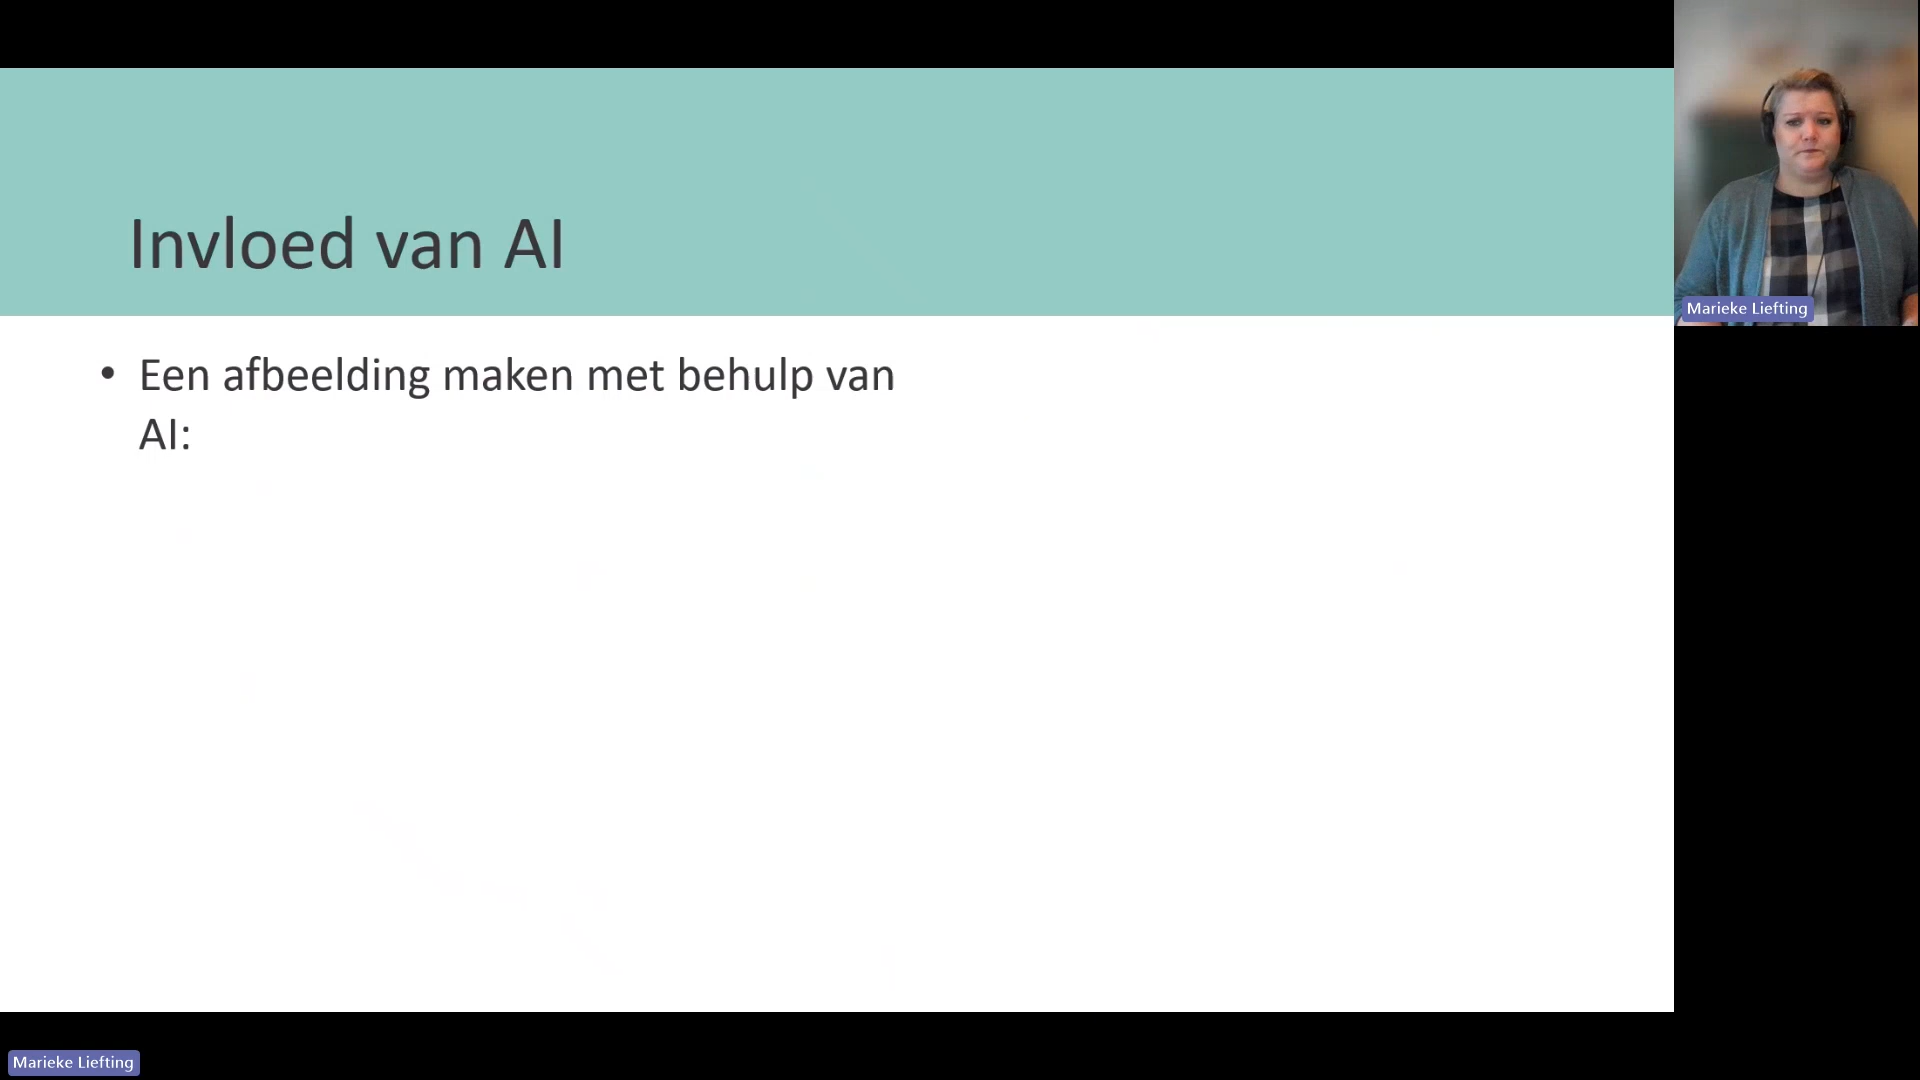 Invloed van AI
• Een afbeelding maken met behulp van
AI:
Marieke Liefting
Marieke Liefting